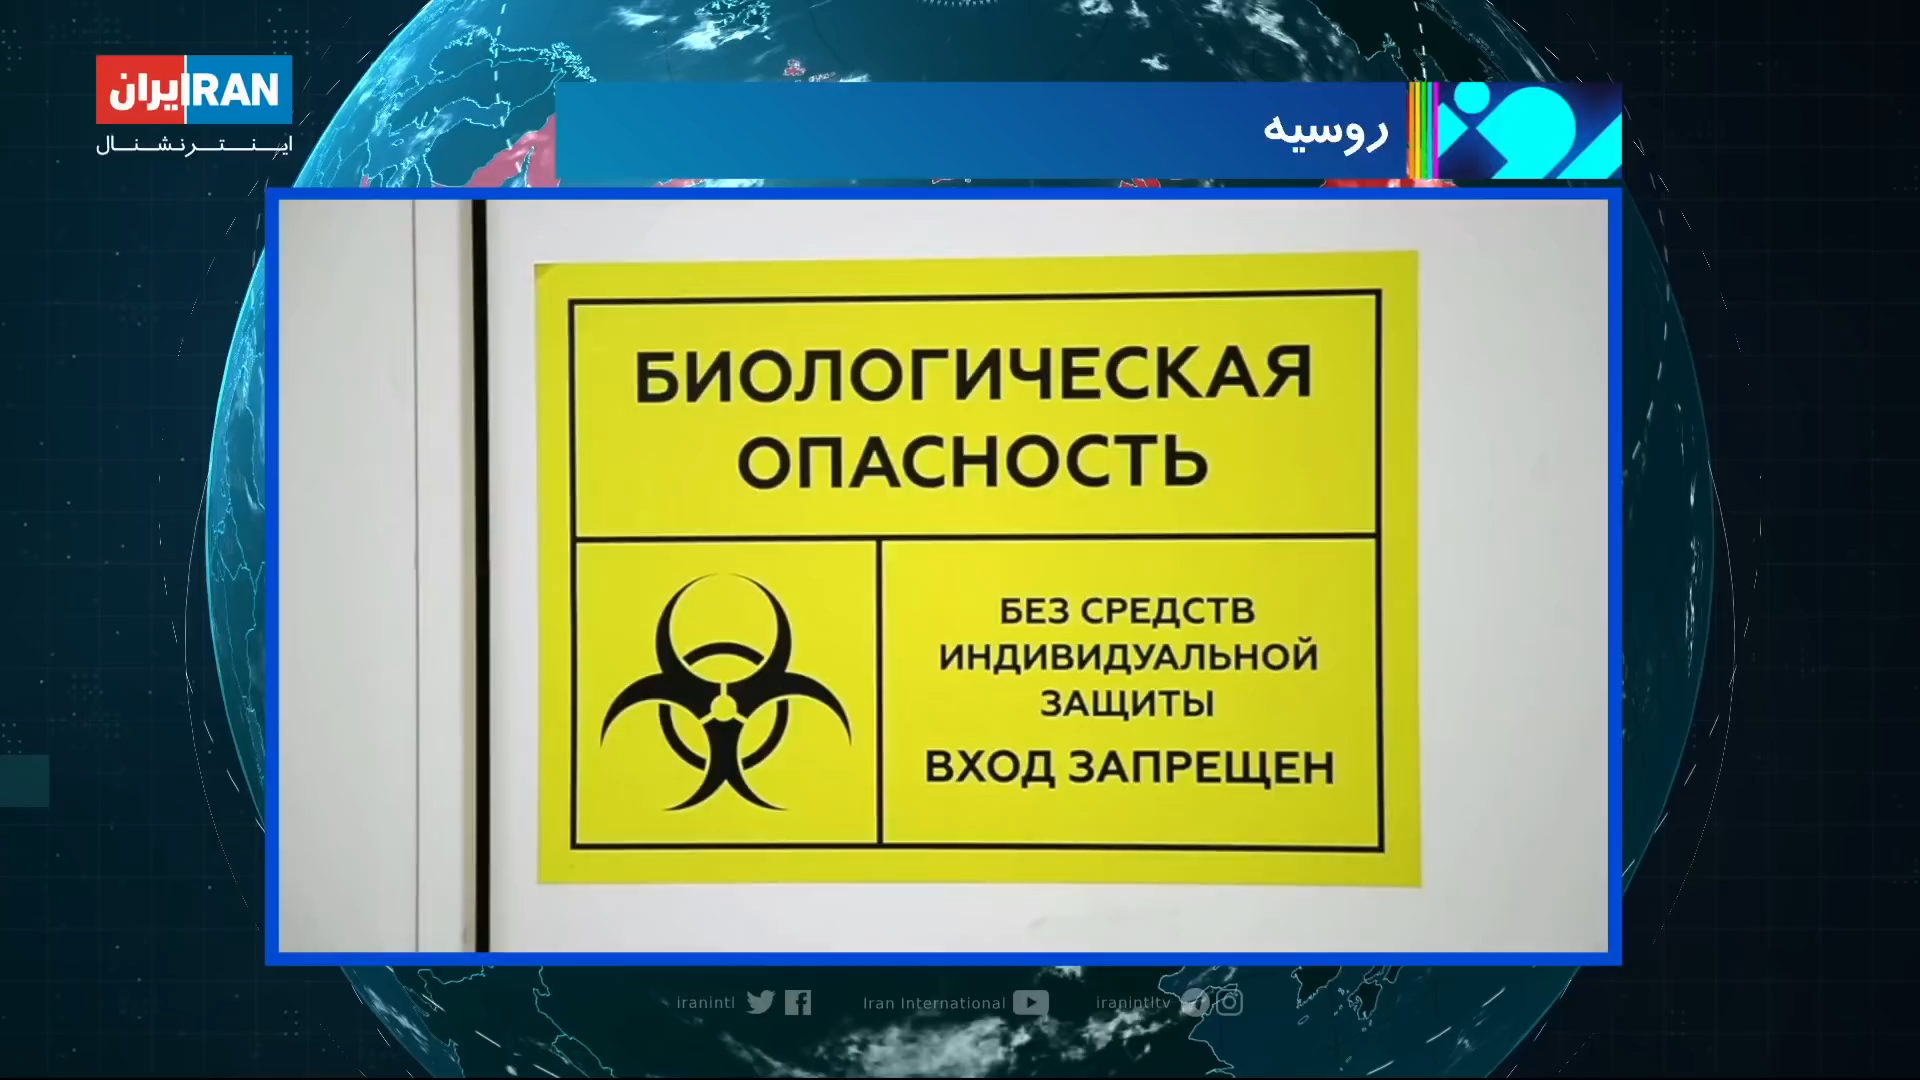 ایران IRAN
اینترنشنال
روسیه
БИОЛОГИЧЕСКАЯ
ОПАСНОСТЬ
БЕЗ СРЕДСТВ
ИНДИВИДУАЛЬНОЙ
ЗАЩИТЫ
ВХОД ЗАПРЕЩЕН
iranintl Iran International iranintltv